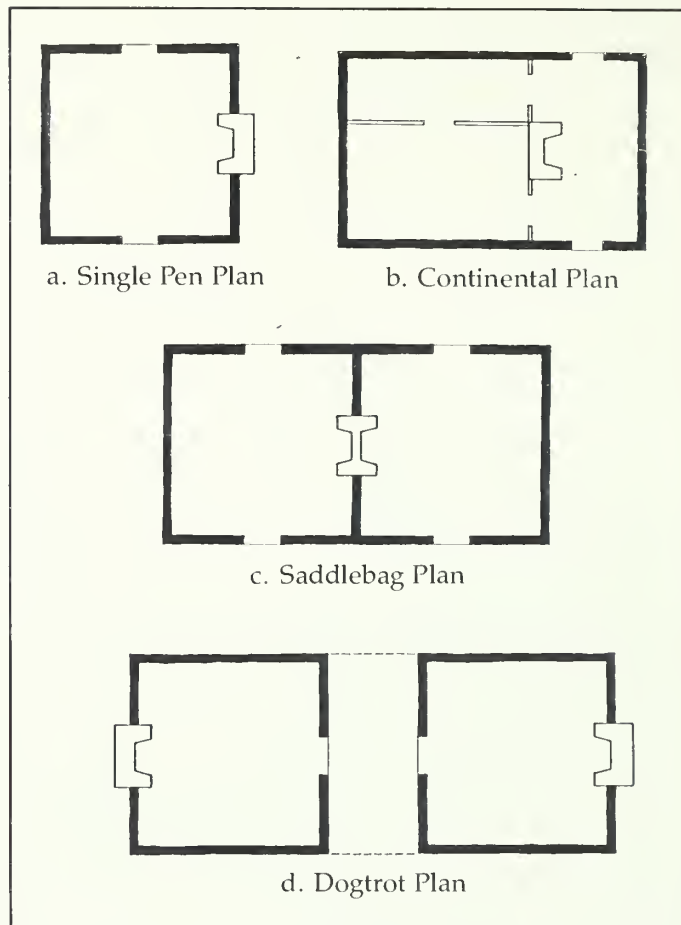 a. Single Pen Plan
b. Continental Plan
c. Saddlebag Plan
d. Dogtrot Plan